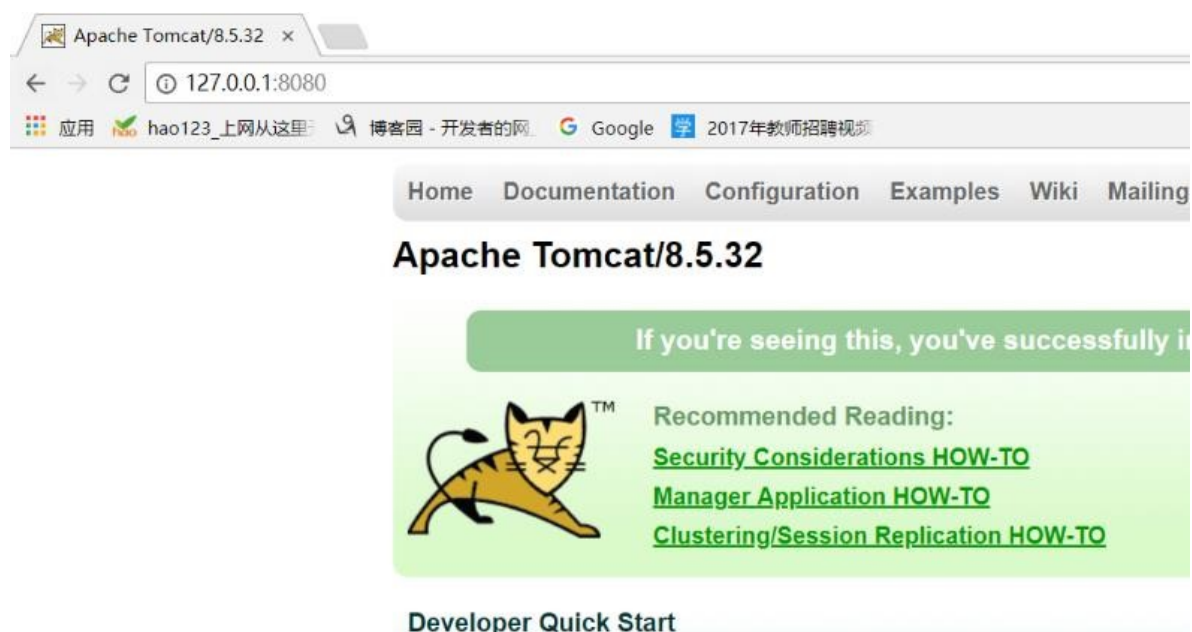 Apache Tomcat/8.5.32 ×
127.0.0.1:8080
应用 hao123_上网从这里 博客园 - 开发者的网 G Google 学 2017年教师招聘视频
Home Documentation Configuration Examples Wiki Mailing
Apache Tomcat/8.5.32
If you're seeing this, you've successfully
TM
Recommended Reading:
Security Considerations HOW-TO
Manager Application HOW-TO
Clustering/Session Replication HOW-TO
Developer Quick Start